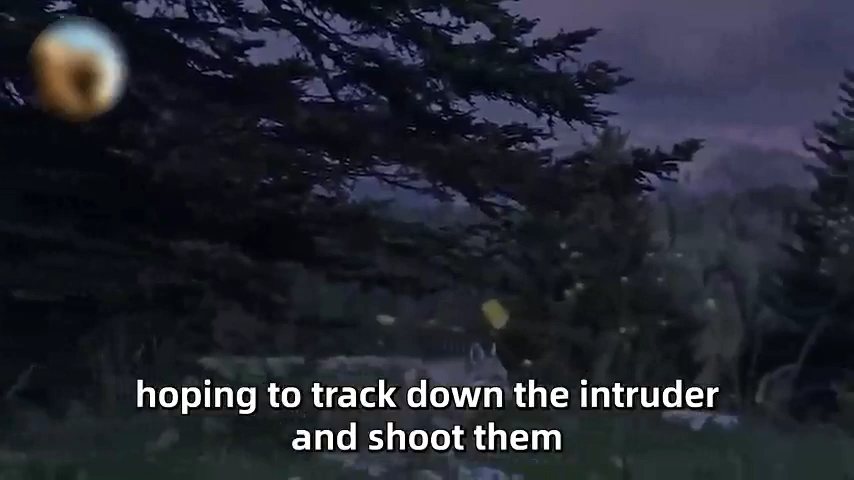 hoping to track down the intruder
and shoot them